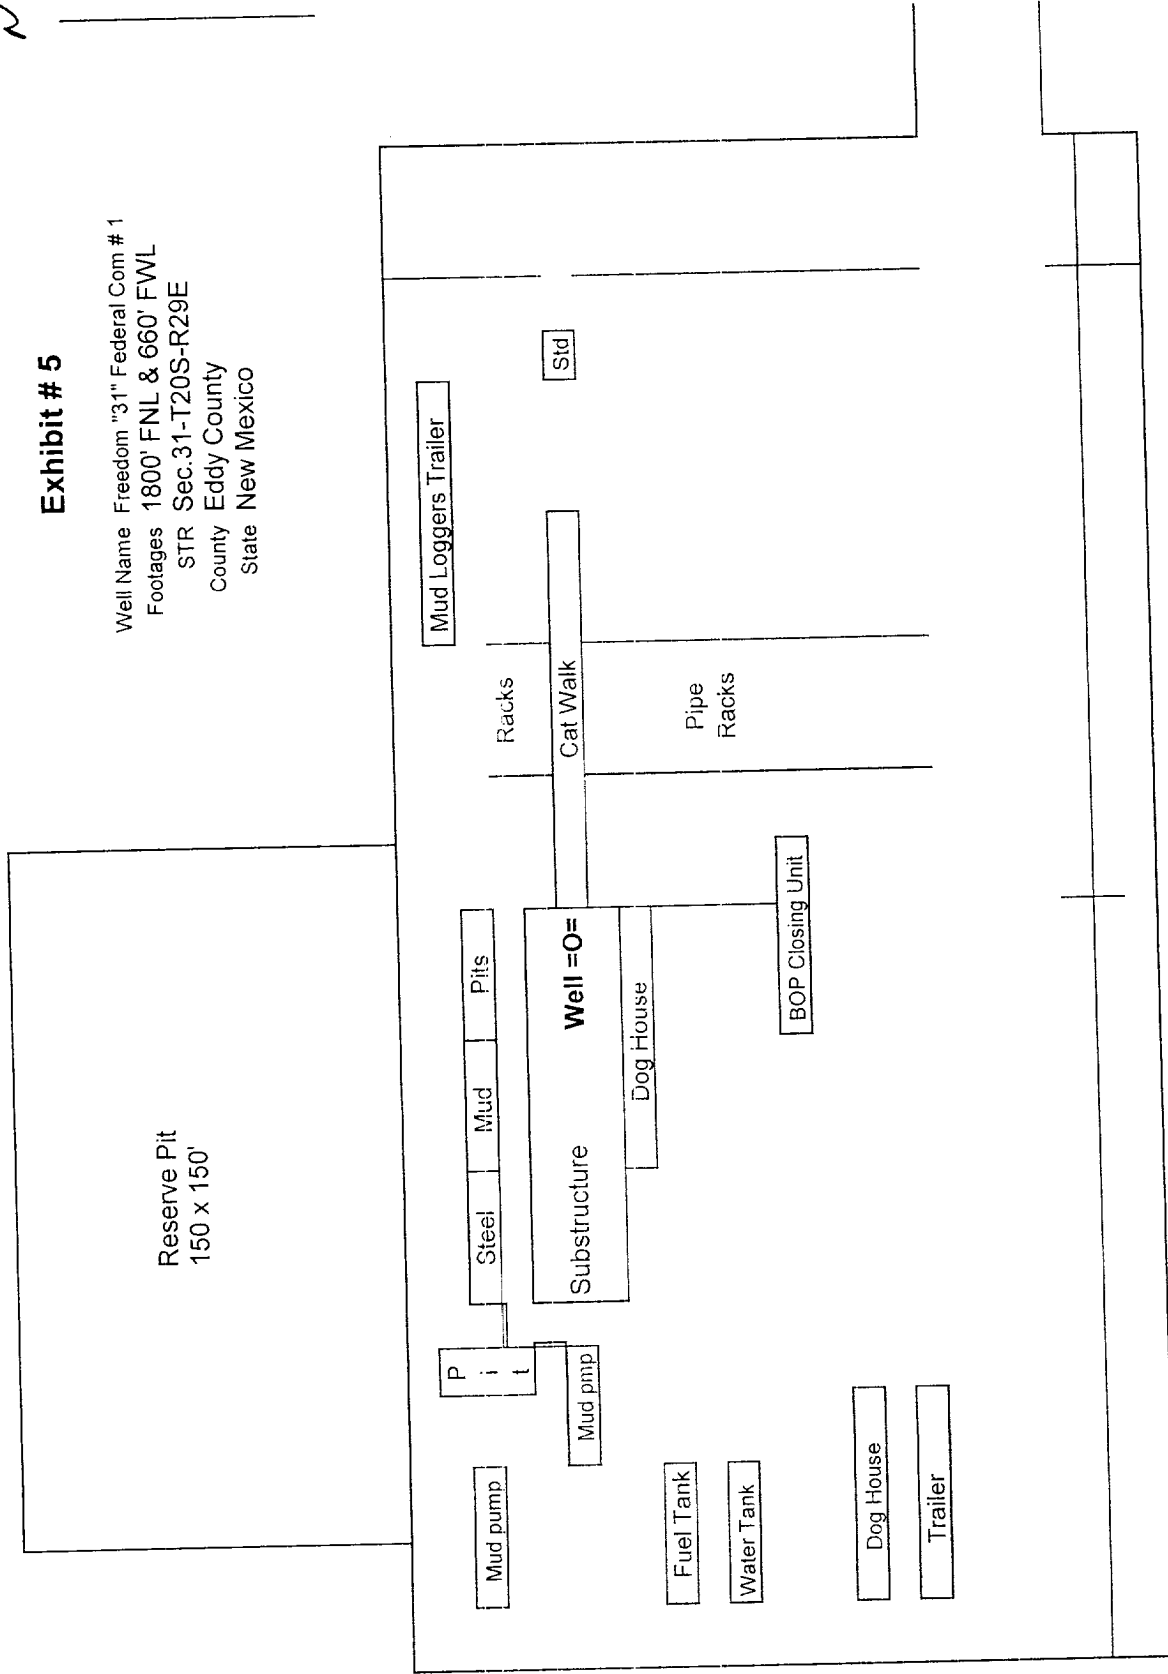 Exhibit # 5
Well Name Freedom "31" Federal Com # 1
Footages 1800' FNL & 660' FWL
STR Sec.31-T20S-R29E
County Eddy County
State New Mexico
Reserve Pit
150 x 150'
Mud Loggers Trailer
Steel Mud Pits
Racks
Pit
Std
Cat Walk
Well =O=
Substructure
Mud pump
Mud pmp
Dog House
Pipe
Racks
Fuel Tank
Water Tank
BOP Closing Unit
Dog House
Trailer